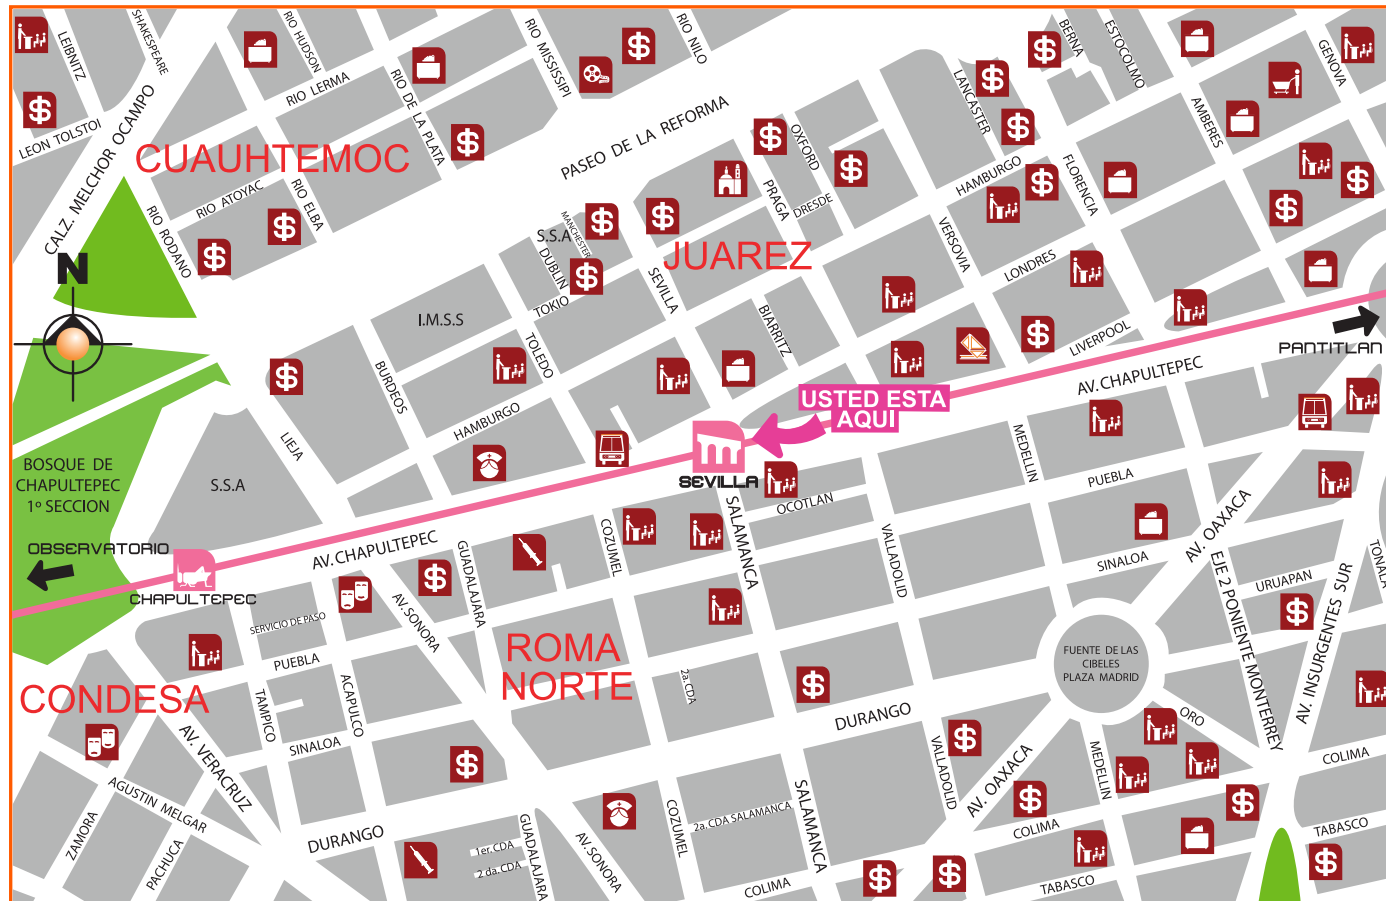 LEIBNITZ
SHAKESPEARE
RIO HUDSON
RIO MISSISSIPI
RIO NILO
BERNA
ESTOCOLMO
GENOVA
LEON TOLSTOI
CALZ. MELCHOR OCAMPO
RIO LERMA
RIO DE LA PLATA
PASEO DE LA REFORMA
LANCASTER
AMBERES
CUAUHTEMOC
OXFORD
HAMBURGO
FLORENCIA
RIO ATOYAC
RIO ELBA
RIO RODANO
PRAGA
DRESDE
MANCHESTER
S.S.A
DUBLIN
JUAREZ
VERSOVIA
LONDRES
N
SEVILLA
TOKIO
BIARRITZ
I.M.S.S
TOLEDO
LIVERPOOL
PANTITLAN
BURDEOS
AV.CHAPULTEPEC
USTED ESTA
AQUI
HAMBURGO
LIEJA
MEDELLIN
BOSQUE DE
CHAPULTEPEC
1º SECCION
S.S.A
SEVILLA
PUEBLA
OCOTLAN
SALAMANCA
AV. OAXACA
OBSERVATORIO
AV.CHAPULTEPEC
COZUMEL
VALLADOLID
SINALOA
EJE 2 PONIENTE MONTERREY
TONALA
CHAPULTEPEC
GUADALAJARA
URUAPAN
AV.SONORA
SERVICIO DE PASO
AV. INSURGENTES SUR
ROMA
NORTE
FUENTE DE LAS
CIBELES
PLAZA MADRID
PUEBLA
CONDESA
TAMPICO
ACAPULCO
2a. CDA
DURANGO
ORO
AV. VERACRUZ
SINALOA
VALLADOLID
MEDELLIN
COLIMA
AGUSTIN MELGAR
AV. OAXACA
SALAMANCA
ZAMORA
PACHUCA
DURANGO
GUADALAJARA
AV.SONORA
COZUMEL
2a. CDA SALAMANCA
COLIMA
TABASCO
1er. CDA
2 da. CDA
COLIMA
TABASCO